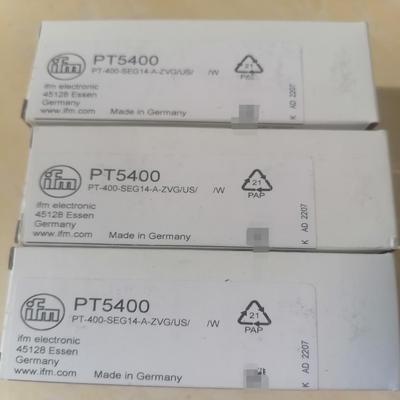 ifm
PT5400
PT-400-SEG14-A-ZVG/US/ /W
ifm electronic
45128 Essen
Germany
www.ifm.com Made in Germany
21
PAP
K AD 2207
ifm
PT5400
PT-400-SEG14-A-ZVG/US/ /W
ifm electronic
45128 Essen
Germany
www.ifm.com Made in Germany
21
PAP
K AD 2207
ifm
PT5400
PT-400-SEG14-A-ZVG/US/ /W
ifm electronic
45128 Essen
Germany
www.ifm.com Made in Germany
21
PAP
K AD 2207